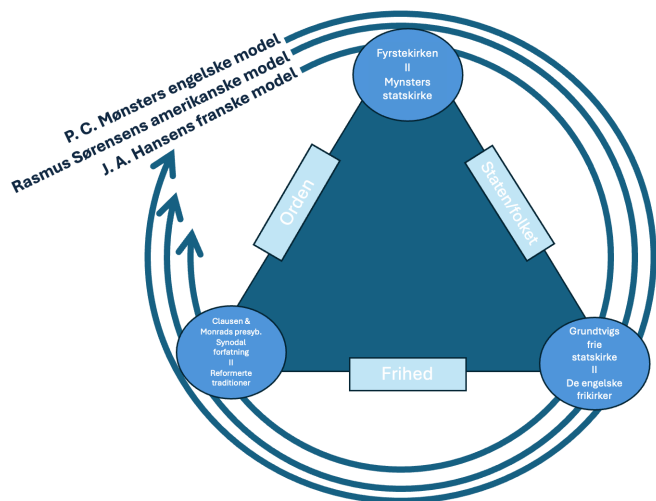 P. C. Mønsters engelske model
Rasmus Sørensens amerikanske model
J. A. Hansens franske model
Fyrstekirken
II
Mynsters
statskirke
Orden
Staten/folket
Clausen &
Monrads presyb.
Synodal
forfatning
II
Reformerte
traditioner
Frihed
Grundtvigs
frie
statskirke
II
De engelske
frikirker